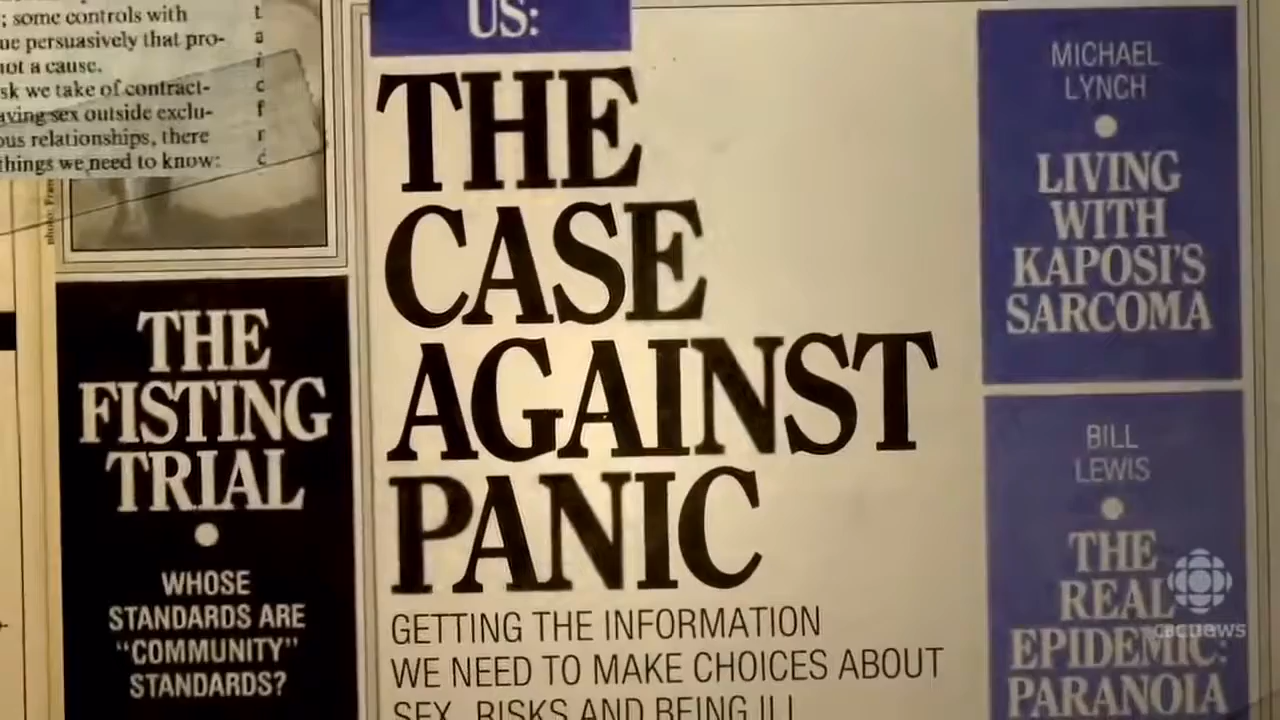 ; some controls with
ue persuasively that pro-
not a cause.
sk we take of contract-
aving sex outside exclu-
ous relationships, there
things we need to know:
THE
FISTING
TRIAL
WHOSE
STANDARDS ARE
“COMMUNITY”
STANDARDS?
US:
THE
CASE
AGAINST
PANIC
GETTING THE INFORMATION
WE NEED TO MAKE CHOICES ABOUT
SEX, RISKS AND BEING ILL
MICHAEL
LYNCH
LIVING
WITH
KAPOSI'S
SARCOMA
BILL
LEWIS
THE
REAL
EPIDEMIC:
PARANOIA
cbcnews